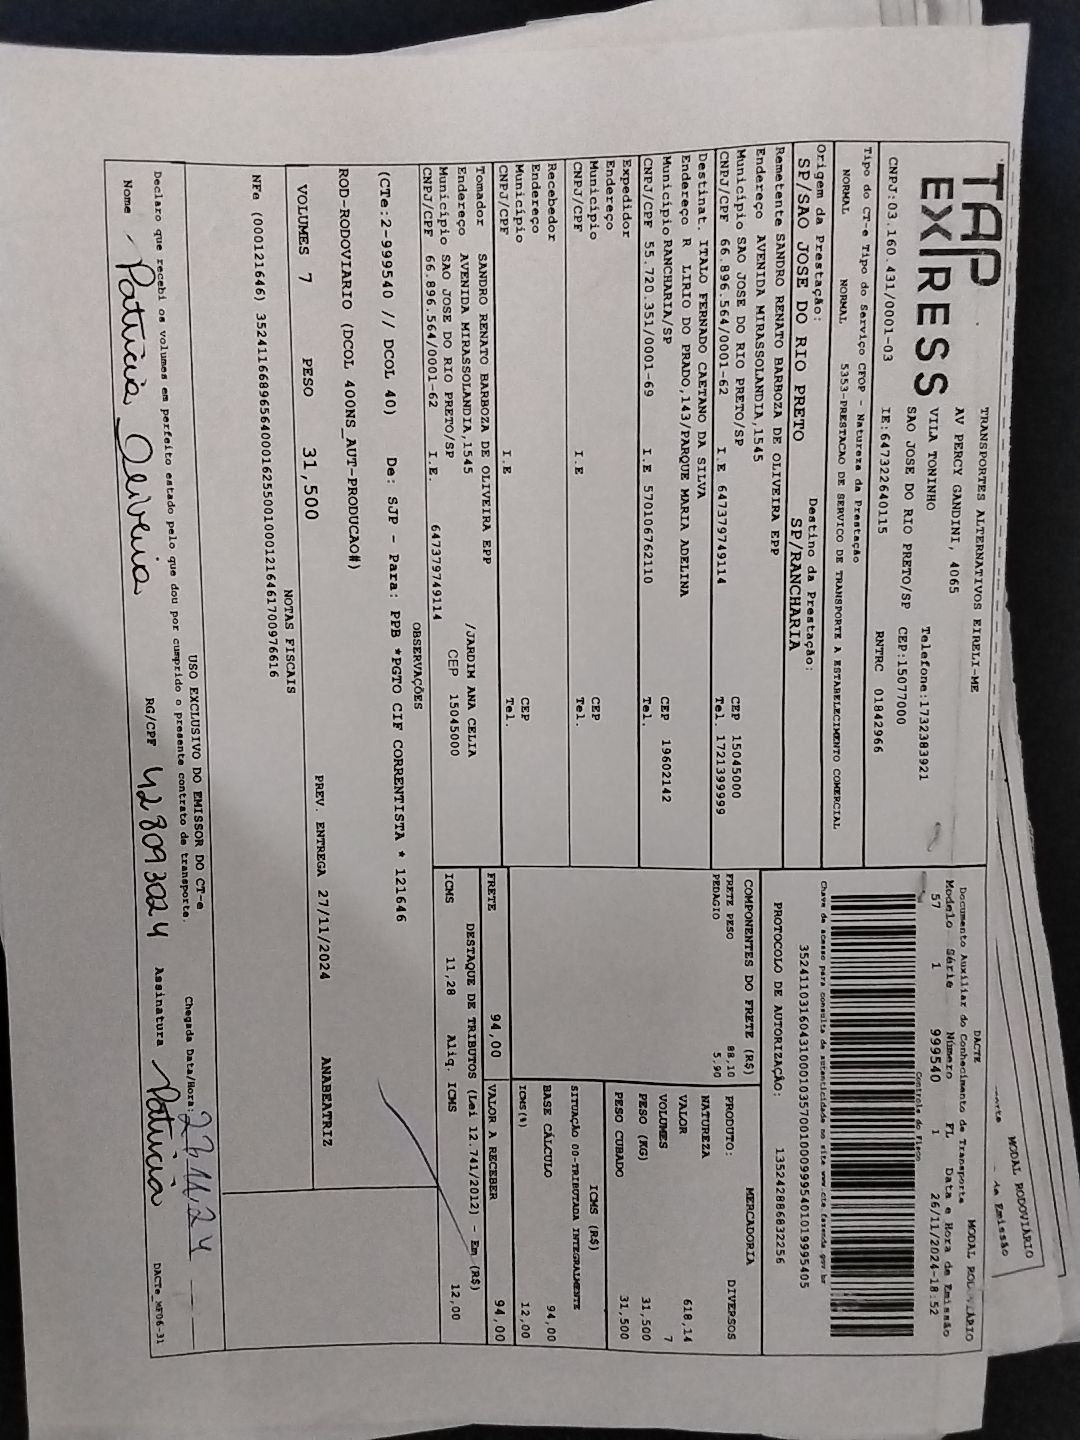 TAP
EXPRESS
TRANSPORTES ALTERNATIVOS EIRELI-ME
AV PERCY GANDINI, 4065
VILA TONINHO
SAO JOSE DO RIO PRETO/SP
Telefone:1732383921
CEP:15077000
CNPJ:03.160.431/0001-03
IE:647322640115
RNTRC 01842966
Tipo do CT-e Tipo do Serviço CFOP - Natureza da Prestação
NORMAL NORMAL 5353-PRESTACAO DE SERVICO DE TRANSPORTE A ESTABELECIMENTO COMERCIAL
Origem da Prestação: Destino da Prestação:
SP/SAO JOSE DO RIO PRETO SP/RANCHARIA
Remetente SANDRO RENATO BARBOZA DE OLIVEIRA EPP
Endereço AVENIDA MIRASSOLANDIA,1545
Município SAO JOSE DO RIO PRETO/SP CEP 15045000
CNPJ/CPF 66.896.564/0001-62 I.E 647379749114 Tel. 1721399999
Destinat. ITALO FERNADO CAETANO DA SILVA
Endereço R LIRIO DO PRADO,143/PARQUE MARIA ADELINA
Município RANCHARIA/SP CEP 19602142
CNPJ/CPF 55.720.351/0001-69 I.E 570106762110 Tel.
Expedidor
Endereço
Município CEP
CNPJ/CPF I.E Tel.
Recebedor
Endereço
Município CEP
CNPJ/CPF I.E Tel.
Tomador SANDRO RENATO BARBOZA DE OLIVEIRA EPP
Endereço AVENIDA MIRASSOLANDIA,1545 /JARDIM ANA CELIA
Município SAO JOSE DO RIO PRETO/SP CEP 15045000
CNPJ/CPF 66.896.564/0001-62 I.E. 647379749114
DACTE MODAL RODOVIÁRIO
Documento Auxiliar do Conhecimento de Transporte
Modelo Série Número FL Data e Hora de Emissão
57 1 999540 1 26/11/2024-18:52
Controle do Fisco
Chave de acesso para consulta de autenticidade no site www.cte.fazenda.gov.br
35241103160431000103570010009995401019995405
PROTOCOLO DE AUTORIZAÇÃO: 135242886832256
COMPONENTES DO FRETE (R$)
FRETE PESO 88,10
PEDAGIO 5,90
MERCADORIA
PRODUTO: DIVERSOS
NATUREZA
VALOR 618,14
VOLUMES 7
PESO (KG) 31,500
PESO CUBADO 31,500
ICMS (R$)
SITUAÇÃO 00-TRIBUTADA INTEGRALMENTE
BASE CÁLCULO 94,00
ICMS(%) 12,00
FRETE 94,00 VALOR A RECEBER 94,00
DESTAQUE DE TRIBUTOS (Lei 12.741/2012) - Em (R$)
ICMS 11,28 Aliq. ICMS 12,00
OBSERVAÇÕES
(CTe:2-999540 // DCOL 40) De: SJP - Para: PPB *PGTO CIF CORRENTISTA * 121646
ROD-RODOVIARIO (DCOL 400NS_AUT-PRODUCAO#)
VOLUMES 7 PESO 31,500 PREV. ENTREGA 27/11/2024 ANABEATRIZ
NOTAS FISCAIS
NFe (000121646) 35241166896564000162550010001216461700976616
USO EXCLUSIVO DO EMISSOR DO CT-e
Declaro que recebi os volumes em perfeito estado pelo que dou por cumprido o presente contrato de transporte.
Chegada Data/Hora: 27/11/24
Nome Patricia Oliveira RG/CPF 428093024 Assinatura Patricia
DACTe_MF06-31
MODAL RODOVIÁRIO
de Emissão